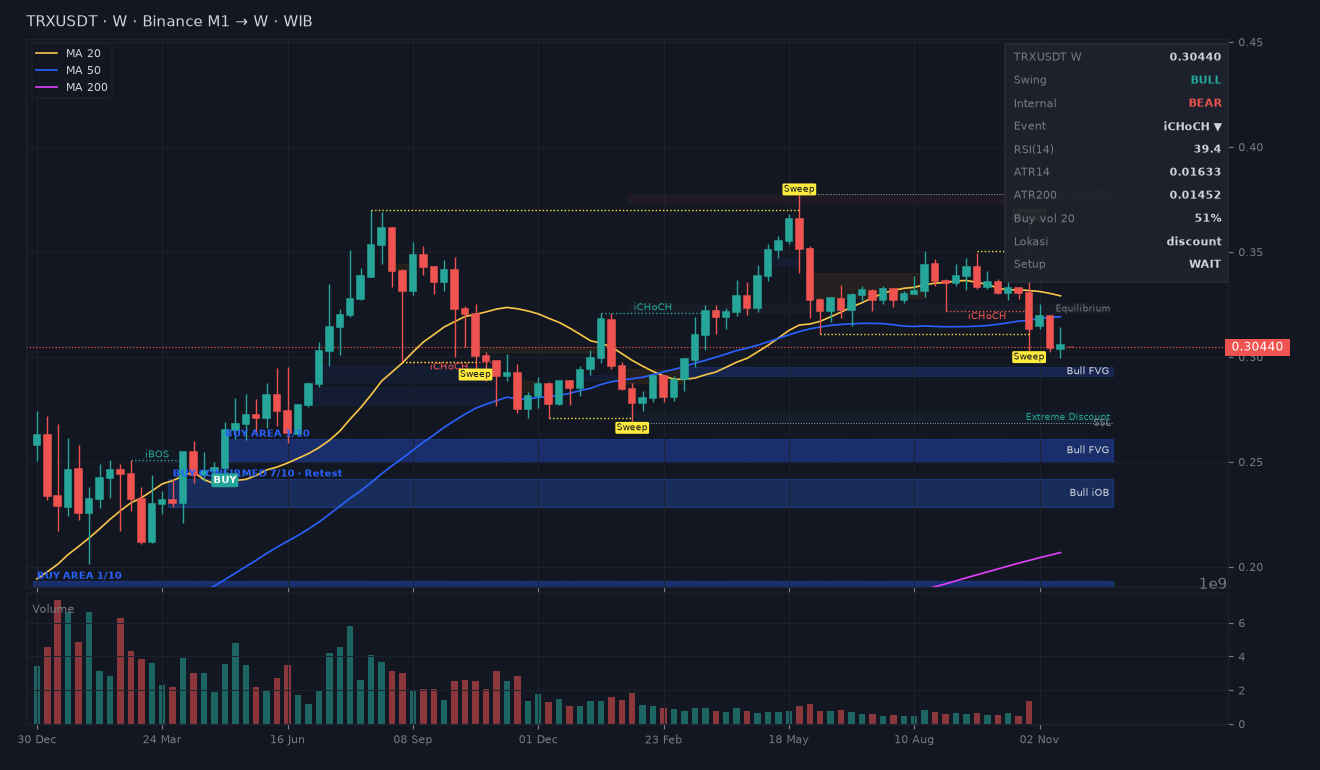 TRXUSDT · W · Binance M1 → W · WIB
MA 20
MA 50
MA 200
TRXUSDT W 0.30440
Swing BULL
Internal BEAR
Event iCHoCH ▼
RSI(14) 39.4
ATR14 0.01633
ATR200 0.01452
Buy vol 20 51%
Lokasi discount
Setup WAIT
0.45
0.40
0.35
0.30
0.25
0.20
0.30440
Sweep
iCHoCH
Equilibrium
iCHoCH
Sweep
iCHoCH
Sweep
Bull FVG
Extreme Discount
SSL
Sweep
BUY AREA 1/10
Bull FVG
iBOS
BUY CONFIRMED 7/10 · Retest
BUY
Bull iOB
BUY AREA 1/10
1e9
Volume
6
4
2
0
30 Dec
24 Mar
16 Jun
08 Sep
01 Dec
23 Feb
18 May
10 Aug
02 Nov